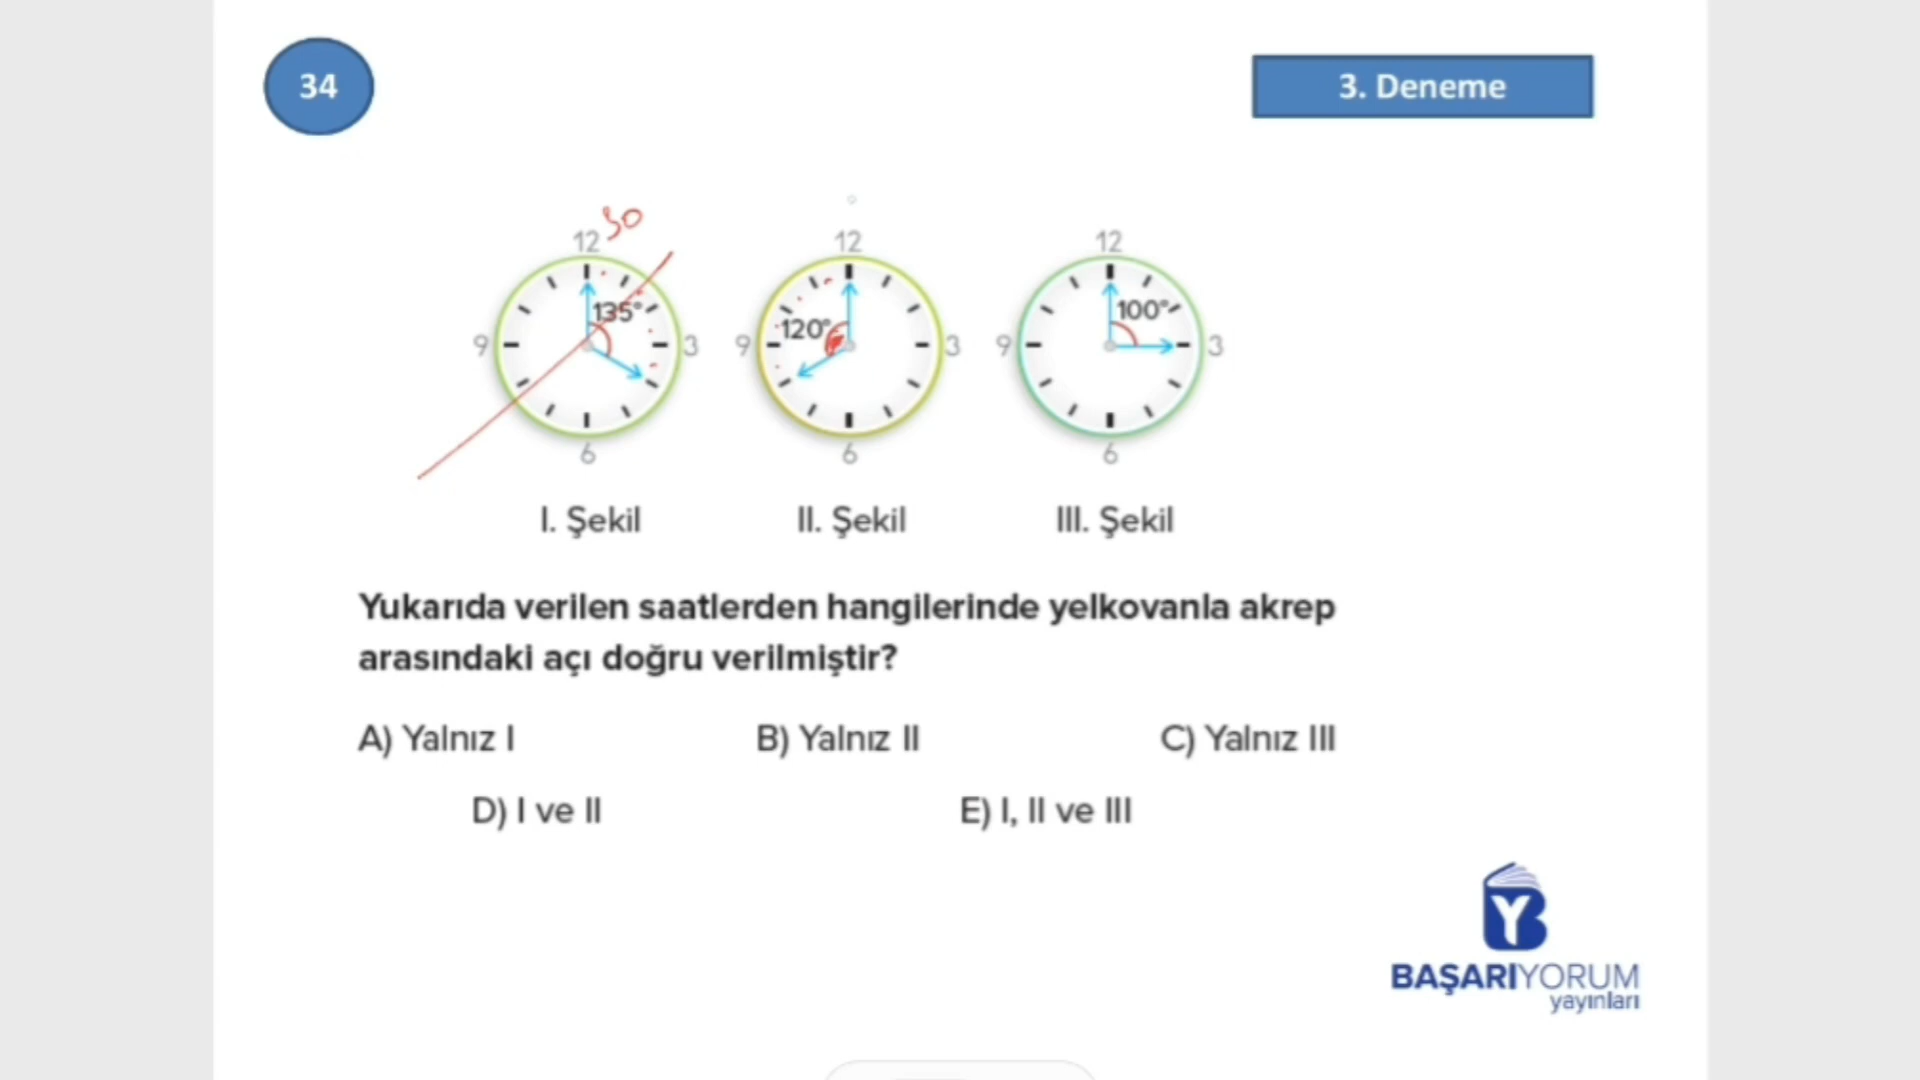 34
3. Deneme
30
12
12
12
135°
120°
100°
9
3
9
3
9
3
6
6
6
I. Şekil
II. Şekil
III. Şekil
Yukarıda verilen saatlerden hangilerinde yelkovanla akrep
arasındaki açı doğru verilmiştir?
A) Yalnız I
B) Yalnız II
C) Yalnız III
D) I ve II
E) I, II ve III
BAŞARIYORUM
yayınları